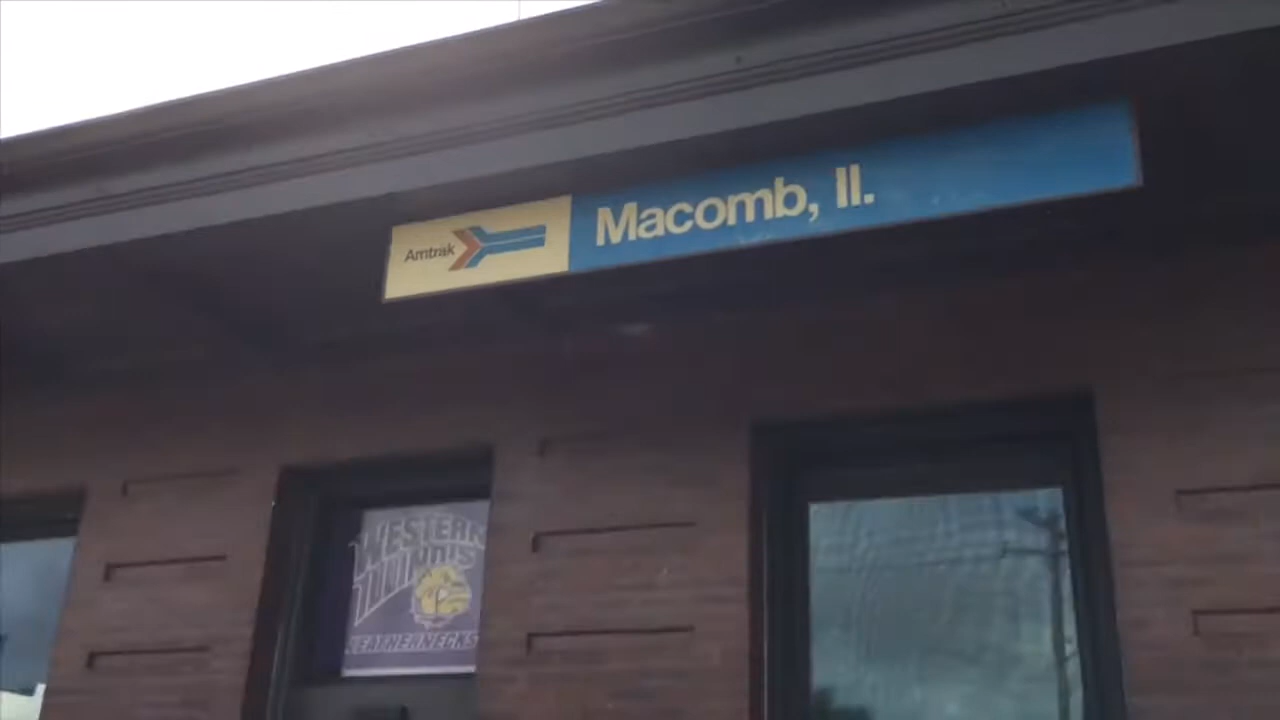 Amtrak
Macomb, Il.
WESTERN
ILLINOIS
LEATHERNECKS